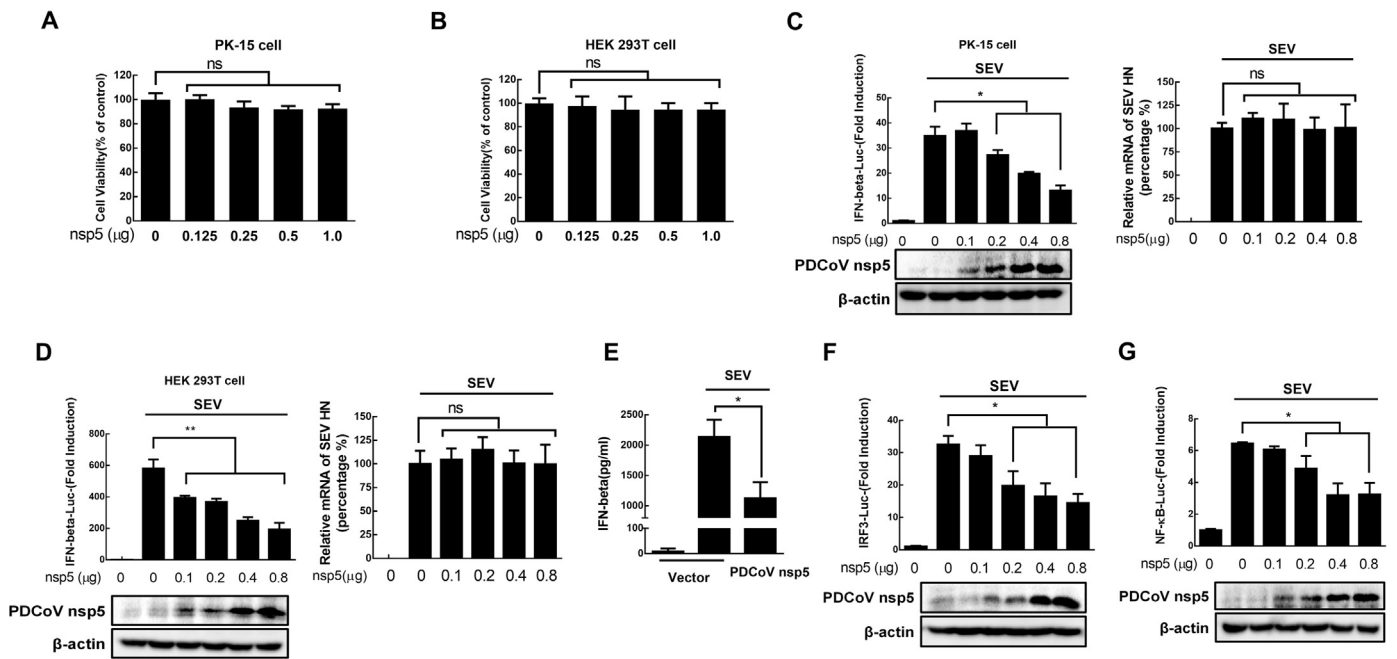 A
PK-15 cell
ns
Cell Viability(% of control)
120
100
80
60
40
20
0
nsp5 (µg) 0 0.125 0.25 0.5 1.0
B
HEK 293T cell
ns
Cell Viability(% of control)
120
100
80
60
40
20
0
nsp5 (µg) 0 0.125 0.25 0.5 1.0
C
PK-15 cell
SEV
*
IFN-beta-Luc-(Fold Induction)
50
40
30
20
10
0
nsp5 (µg) 0 0 0.1 0.2 0.4 0.8
PDCoV nsp5
β-actin
SEV
ns
Relative mRNA of SEV HN
(percentage %)
150
125
100
75
50
25
0
nsp5(µg) 0 0 0.1 0.2 0.4 0.8
D
HEK 293T cell
SEV
**
IFN-beta-Luc-(Fold Induction)
800
600
400
200
0
nsp5 (µg) 0 0 0.1 0.2 0.4 0.8
PDCoV nsp5
β-actin
SEV
ns
Relative mRNA of SEV HN
(percentage %)
150
125
100
75
50
25
0
nsp5(µg) 0 0 0.1 0.2 0.4 0.8
E
SEV
*
IFN-beta(pg/ml)
2500
2000
1500
1000
100
0
Vector PDCoV nsp5
F
SEV
*
IRF3-Luc-(Fold Induction)
40
30
20
10
0
nsp5 (µg) 0 0 0.1 0.2 0.4 0.8
PDCoV nsp5
β-actin
G
SEV
*
NF-κB-Luc-(Fold Induction)
8
6
4
2
0
nsp5 (µg) 0 0 0.1 0.2 0.4 0.8
PDCoV nsp5
β-actin